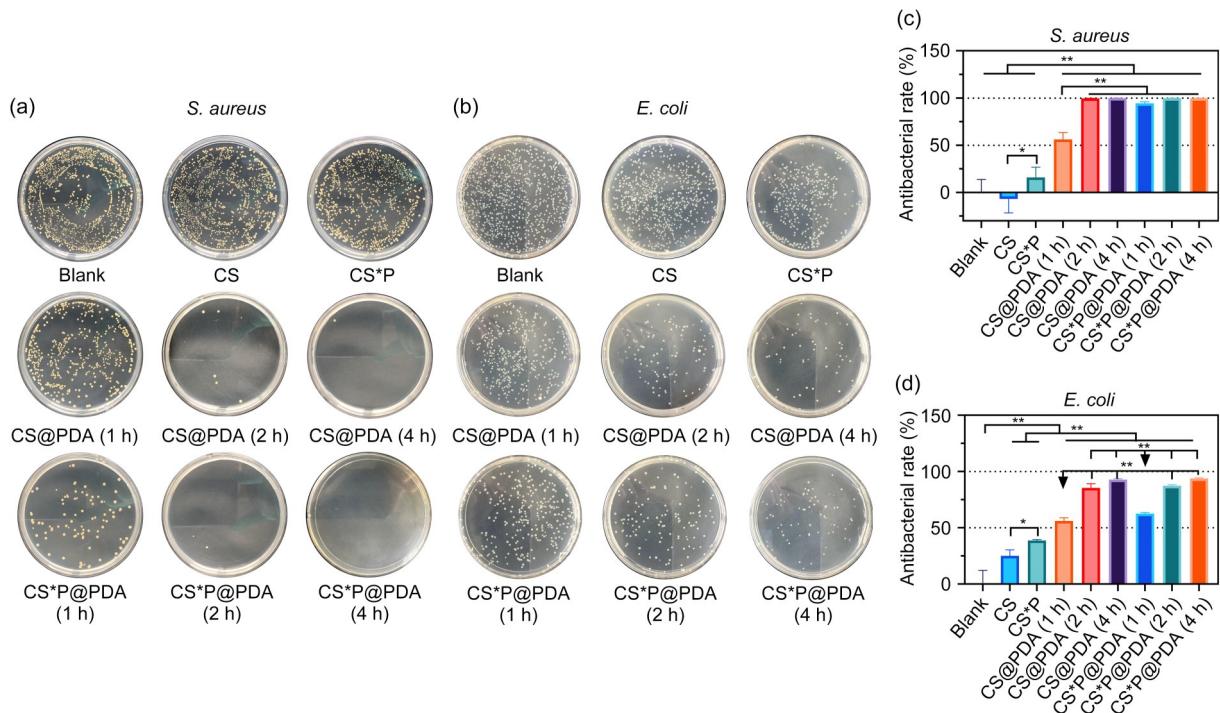 (a)
S. aureus
Blank
CS
CS*P
CS@PDA (1 h)
CS@PDA (2 h)
CS@PDA (4 h)
CS*P@PDA
(1 h)
CS*P@PDA
(2 h)
CS*P@PDA
(4 h)
(b)
E. coli
Blank
CS
CS*P
CS@PDA (1 h)
CS@PDA (2 h)
CS@PDA (4 h)
CS*P@PDA
(1 h)
CS*P@PDA
(2 h)
CS*P@PDA
(4 h)
(c)
S. aureus
Antibacterial rate (%)
150
100
50
0
**
**
*
Blank
CS
CS*P
CS@PDA (1 h)
CS@PDA (2 h)
CS@PDA (4 h)
CS*P@PDA (1 h)
CS*P@PDA (2 h)
CS*P@PDA (4 h)
(d)
E. coli
Antibacterial rate (%)
150
100
50
0
**
**
**
**
*
Blank
CS
CS*P
CS@PDA (1 h)
CS@PDA (2 h)
CS@PDA (4 h)
CS*P@PDA (1 h)
CS*P@PDA (2 h)
CS*P@PDA (4 h)